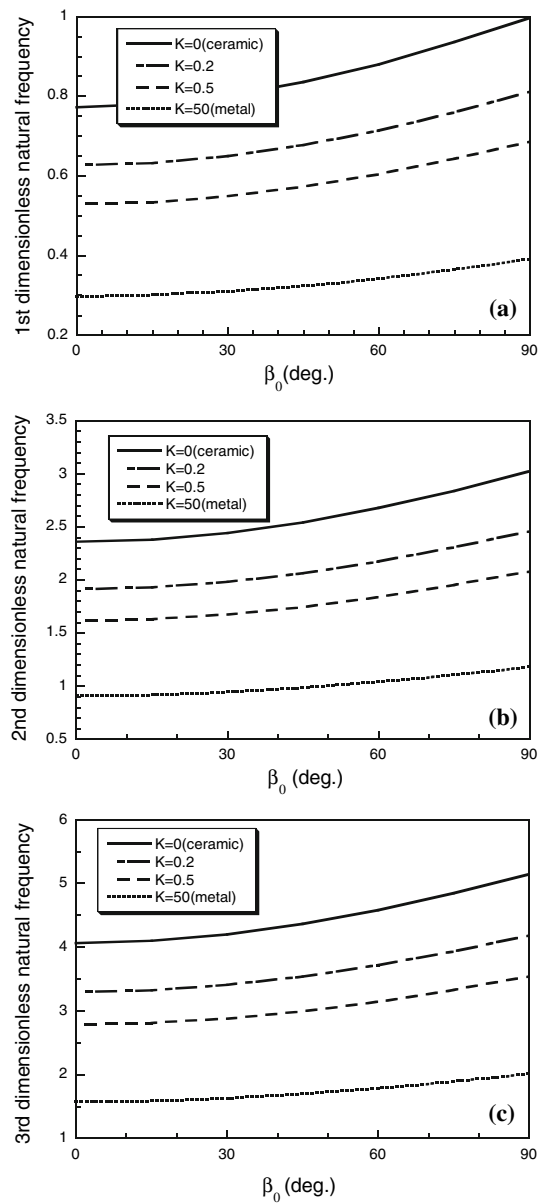 1
K=0(ceramic)
K=0.2
K=0.5
K=50(metal)
0.8
0.6
0.4
0.2
1st dimensionless natural frequency
(a)
0 30 60 90
β0(deg.)
3.5
K=0(ceramic)
K=0.2
K=0.5
K=50(metal)
3
2.5
2
1.5
1
0.5
2nd dimensionless natural frequency
(b)
0 30 60 90
β0 (deg.)
6
K=0(ceramic)
K=0.2
K=0.5
K=50(metal)
5
4
3
2
1
3rd dimensionless natural frequency
(c)
0 30 60 90
β0 (deg.)